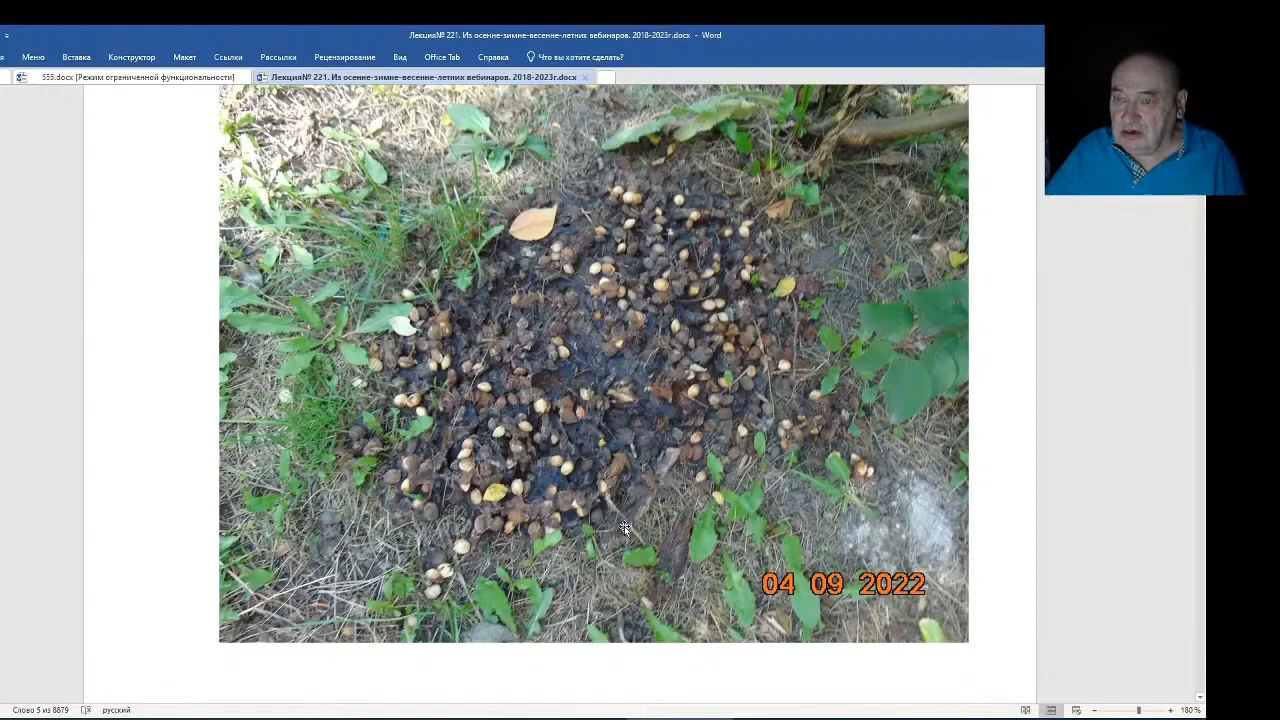 Лекция№ 221. Из осенне-зимне-весенне-летних вебинаров. 2018-2023г.docx - Word
Меню Вставка Конструктор Макет Ссылки Рассылки Рецензирование Вид Office Tab Справка Что вы хотите сделать?
555.docx [Режим ограниченной функциональности] Лекция№ 221. Из осенне-зимне-весенне-летних вебинаров. 2018-2023г.docx
04 09 2022
Слово 5 из 8879 русский 180 %